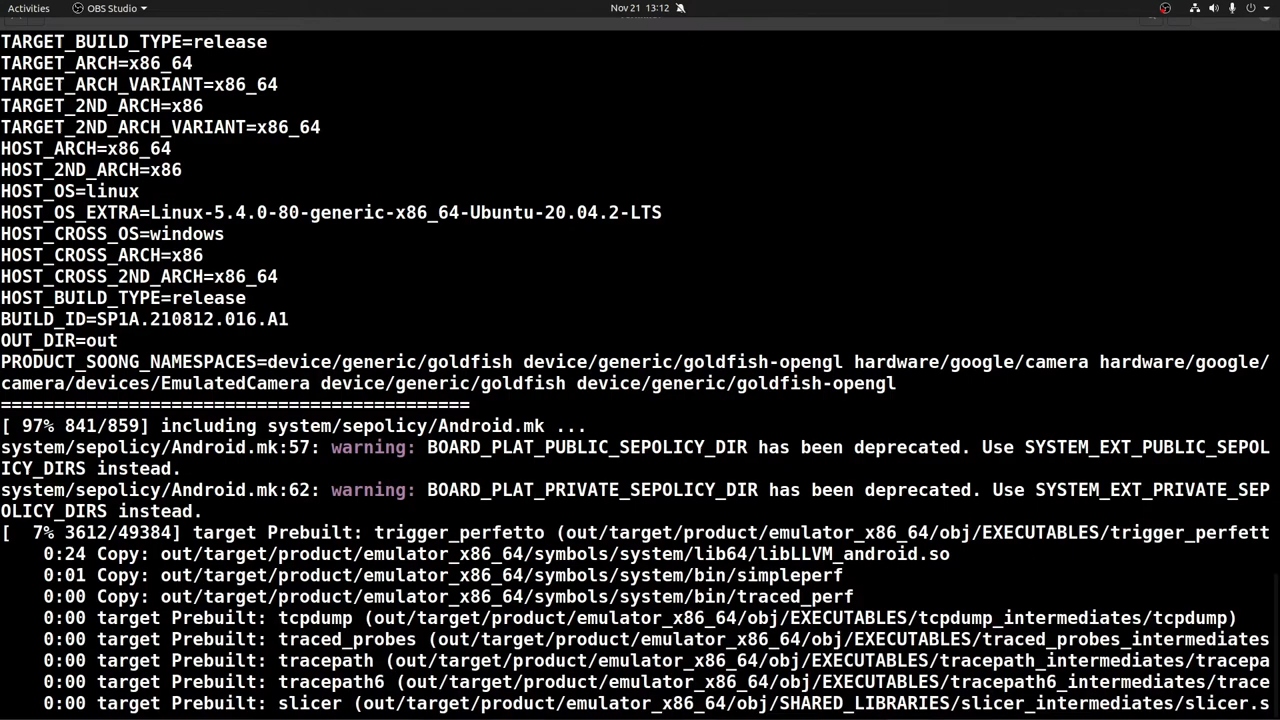 Activities OBS Studio Nov 21 13:12
TARGET_BUILD_TYPE=release
TARGET_ARCH=x86_64
TARGET_ARCH_VARIANT=x86_64
TARGET_2ND_ARCH=x86
TARGET_2ND_ARCH_VARIANT=x86_64
HOST_ARCH=x86_64
HOST_2ND_ARCH=x86
HOST_OS=linux
HOST_OS_EXTRA=Linux-5.4.0-80-generic-x86_64-Ubuntu-20.04.2-LTS
HOST_CROSS_OS=windows
HOST_CROSS_ARCH=x86
HOST_CROSS_2ND_ARCH=x86_64
HOST_BUILD_TYPE=release
BUILD_ID=SP1A.210812.016.A1
OUT_DIR=out
PRODUCT_SOONG_NAMESPACES=device/generic/goldfish device/generic/goldfish-opengl hardware/google/camera hardware/google/
camera/devices/EmulatedCamera device/generic/goldfish device/generic/goldfish-opengl
============================================
[ 97% 841/859] including system/sepolicy/Android.mk ...
system/sepolicy/Android.mk:57: warning: BOARD_PLAT_PUBLIC_SEPOLICY_DIR has been deprecated. Use SYSTEM_EXT_PUBLIC_SEPOL
ICY_DIRS instead.
system/sepolicy/Android.mk:62: warning: BOARD_PLAT_PRIVATE_SEPOLICY_DIR has been deprecated. Use SYSTEM_EXT_PRIVATE_SEP
OLICY_DIRS instead.
[  7% 3612/49384] target Prebuilt: trigger_perfetto (out/target/product/emulator_x86_64/obj/EXECUTABLES/trigger_perfett
0:24 Copy: out/target/product/emulator_x86_64/symbols/system/lib64/libLLVM_android.so
0:01 Copy: out/target/product/emulator_x86_64/symbols/system/bin/simpleperf
0:00 Copy: out/target/product/emulator_x86_64/symbols/system/bin/traced_perf
0:00 target Prebuilt: tcpdump (out/target/product/emulator_x86_64/obj/EXECUTABLES/tcpdump_intermediates/tcpdump)
0:00 target Prebuilt: traced_probes (out/target/product/emulator_x86_64/obj/EXECUTABLES/traced_probes_intermediates
0:00 target Prebuilt: tracepath (out/target/product/emulator_x86_64/obj/EXECUTABLES/tracepath_intermediates/tracepa
0:00 target Prebuilt: tracepath6 (out/target/product/emulator_x86_64/obj/EXECUTABLES/tracepath6_intermediates/trace
0:00 target Prebuilt: slicer (out/target/product/emulator_x86_64/obj/SHARED_LIBRARIES/slicer_intermediates/slicer.s